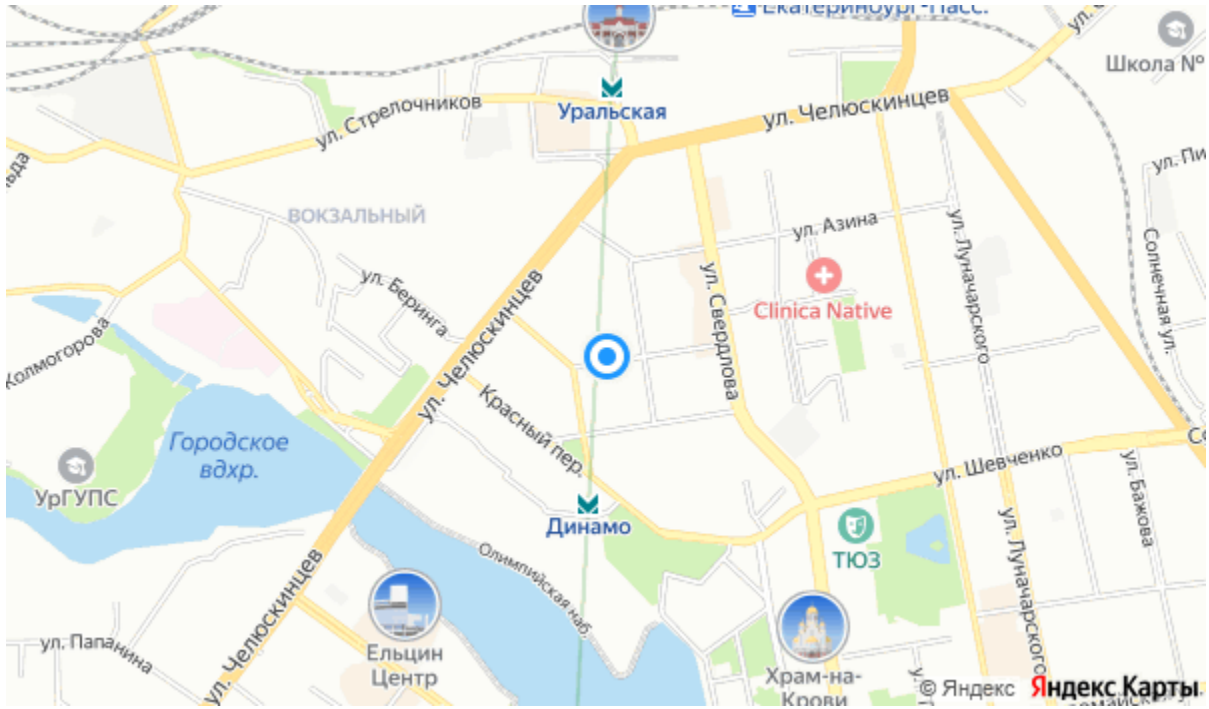 Екатеринбург-Пасс.
Школа №
Уральская
ул. Челюскинцев
ул. Стрелочников
ВОКЗАЛЬНЫЙ
ул. Азина
ул. Луначарского
Солнечная ул.
ул. Беринга
ул. Челюскинцев
ул. Свердлова
Clinica Native
Колмогорова
Красный пер.
Городское
вдхр.
УрГУПС
ул. Шевченко
ул. Бажова
Динамо
ТЮЗ
ул. Луначарского
Олимпийская наб.
ул. Челюскинцев
ул. Папанина
Ельцин
Центр
Храм-на-
Крови
© Яндекс Яндекс Карты